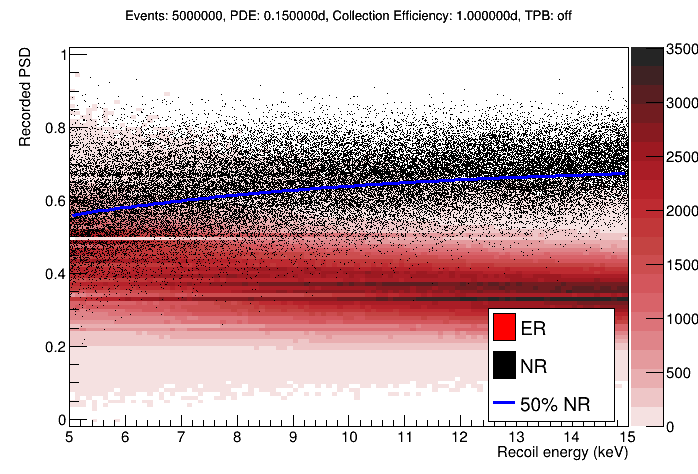 Events: 5000000, PDE: 0.150000d, Collection Efficiency: 1.000000d, TPB: off
Recorded PSD
1
0.8
0.6
0.4
0.2
0
5 6 7 8 9 10 11 12 13 14 15
Recoil energy (keV)
ER
NR
50% NR
3500
3000
2500
2000
1500
1000
500
0